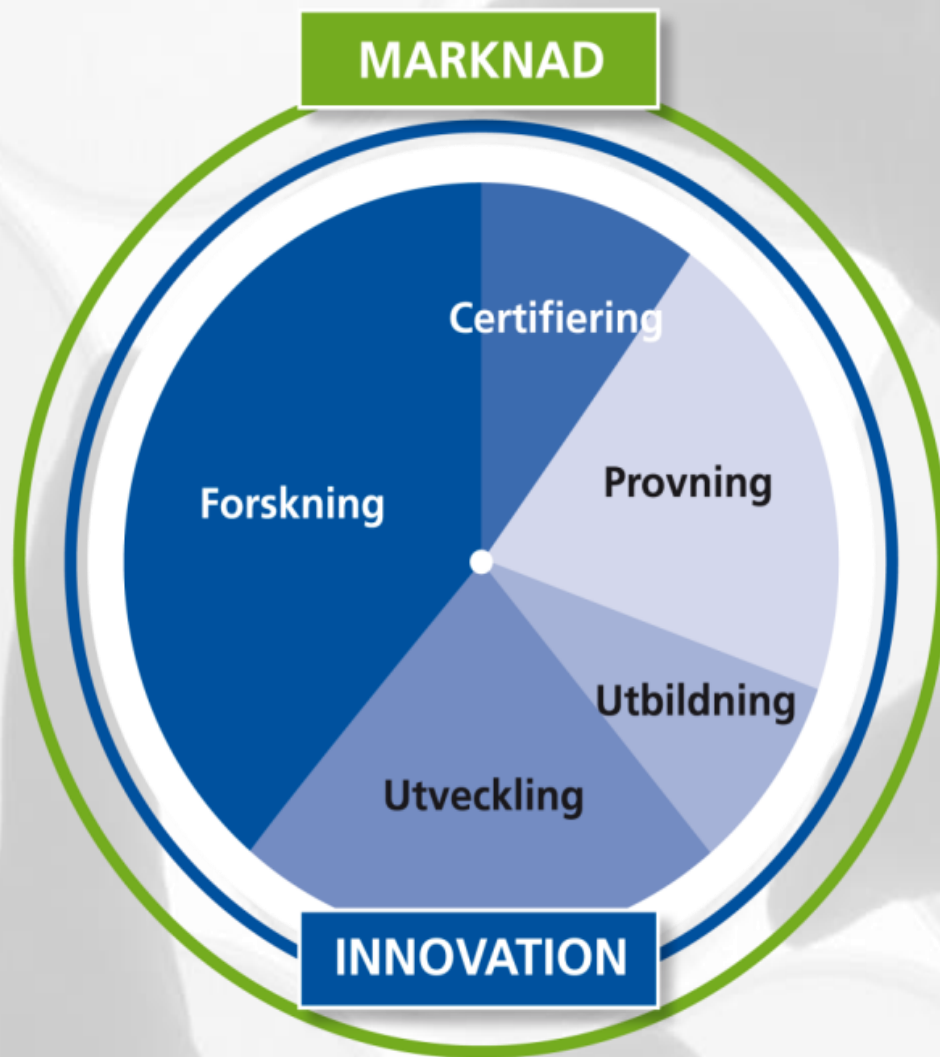 MARKNAD
Certifiering
Provning
Forskning
Utbildning
Utveckling
INNOVATION